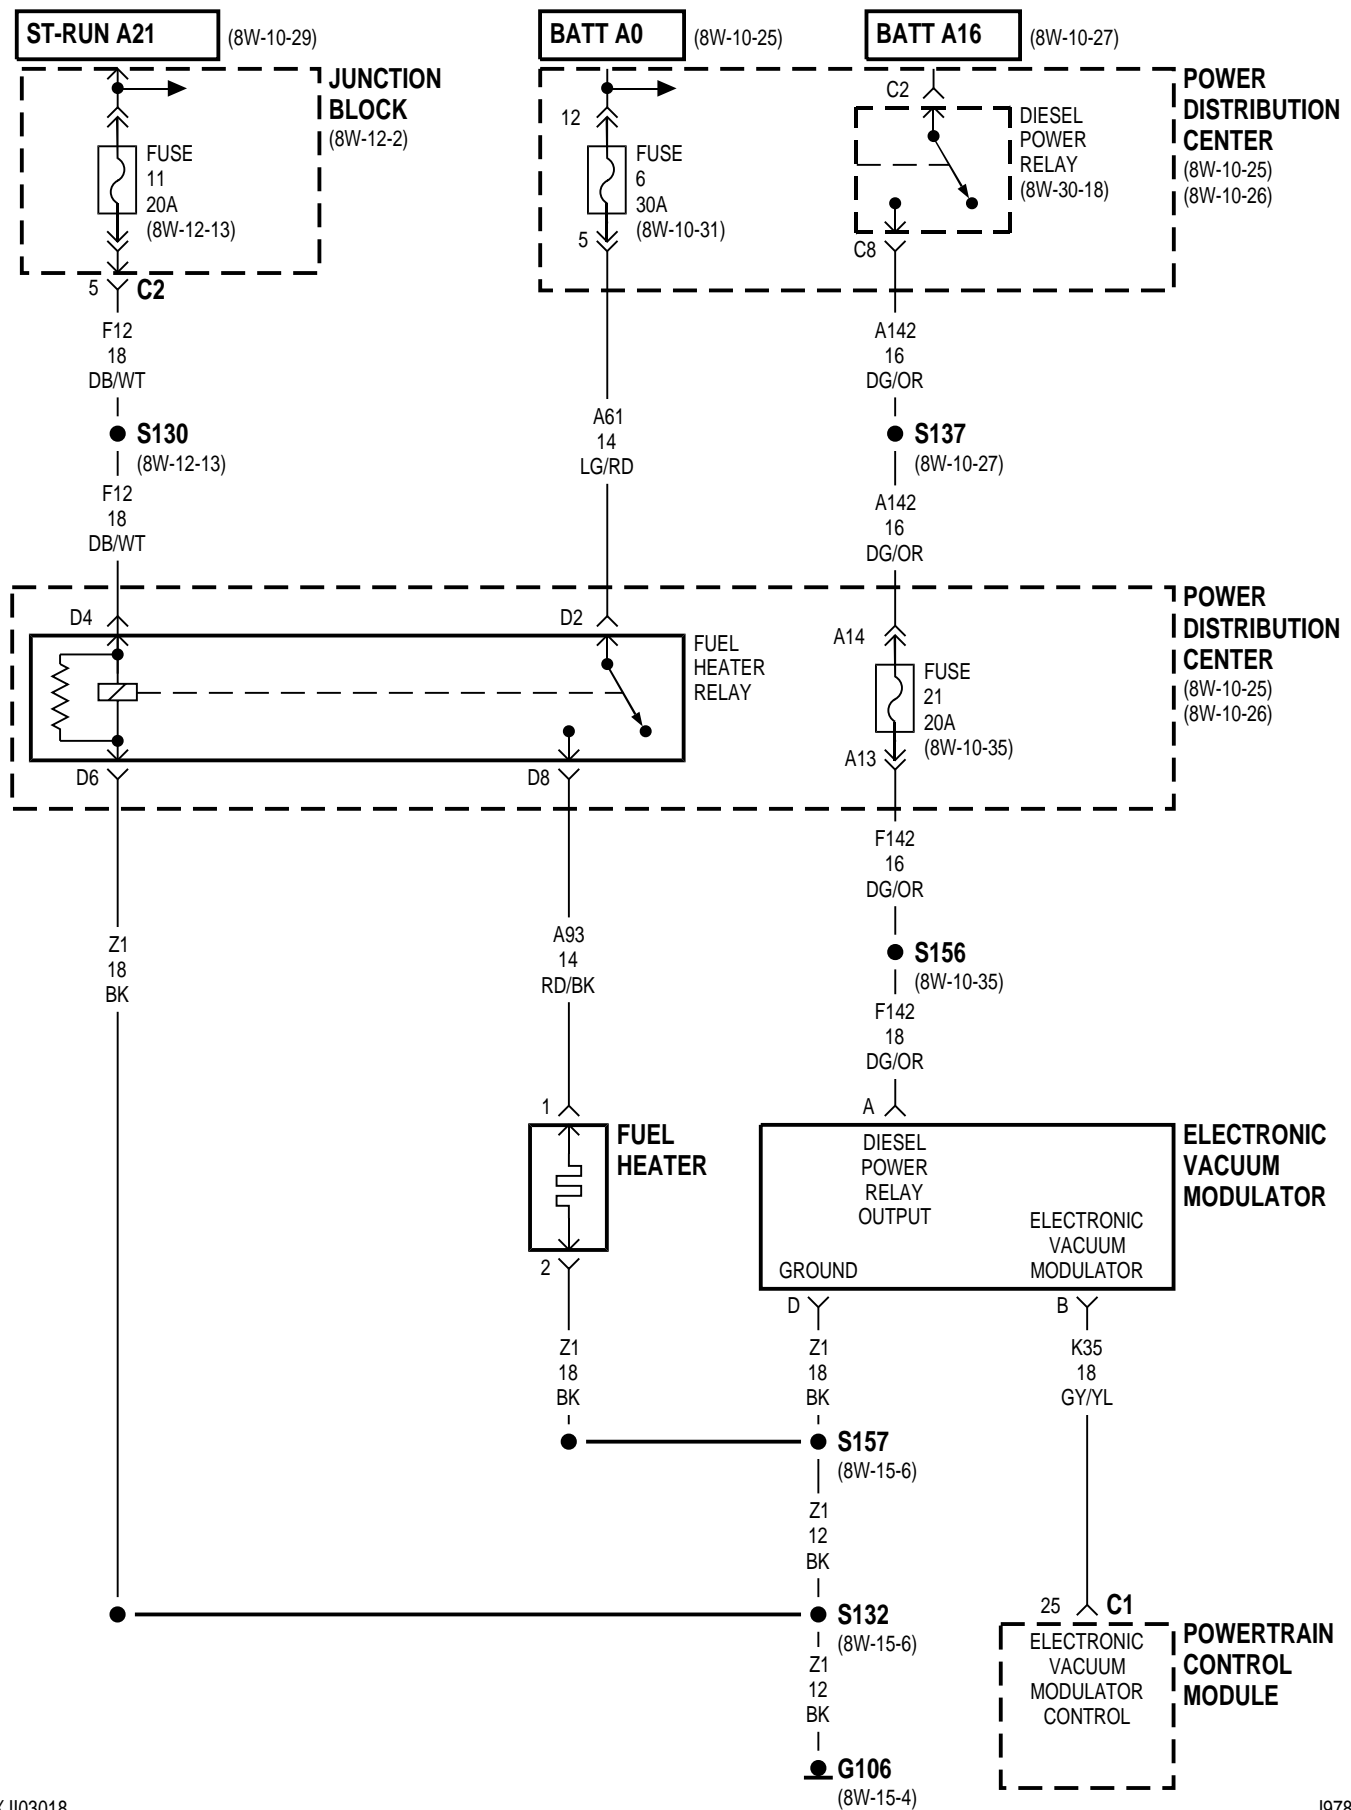 ST-RUN A21
(8W-10-29)
BATT A0
(8W-10-25)
BATT A16
(8W-10-27)
JUNCTION
BLOCK
(8W-12-2)
FUSE
11
20A
(8W-12-13)
5
C2
12
FUSE
6
30A
(8W-10-31)
5
C2
DIESEL
POWER
RELAY
(8W-30-18)
C8
POWER
DISTRIBUTION
CENTER
(8W-10-25)
(8W-10-26)
F12
18
DB/WT
S130
(8W-12-13)
F12
18
DB/WT
A61
14
LG/RD
A142
16
DG/OR
S137
(8W-10-27)
A142
16
DG/OR
D4
D2
FUEL
HEATER
RELAY
D6
D8
A14
FUSE
21
20A
(8W-10-35)
A13
POWER
DISTRIBUTION
CENTER
(8W-10-25)
(8W-10-26)
Z1
18
BK
A93
14
RD/BK
F142
16
DG/OR
S156
(8W-10-35)
F142
18
DG/OR
1
FUEL
HEATER
2
A
DIESEL
POWER
RELAY
OUTPUT
ELECTRONIC
VACUUM
MODULATOR
GROUND
ELECTRONIC
VACUUM
MODULATOR
D
B
Z1
18
BK
Z1
18
BK
K35
18
GY/YL
S157
(8W-15-6)
Z1
12
BK
S132
(8W-15-6)
Z1
12
BK
G106
(8W-15-4)
25
C1
ELECTRONIC
VACUUM
MODULATOR
CONTROL
POWERTRAIN
CONTROL
MODULE